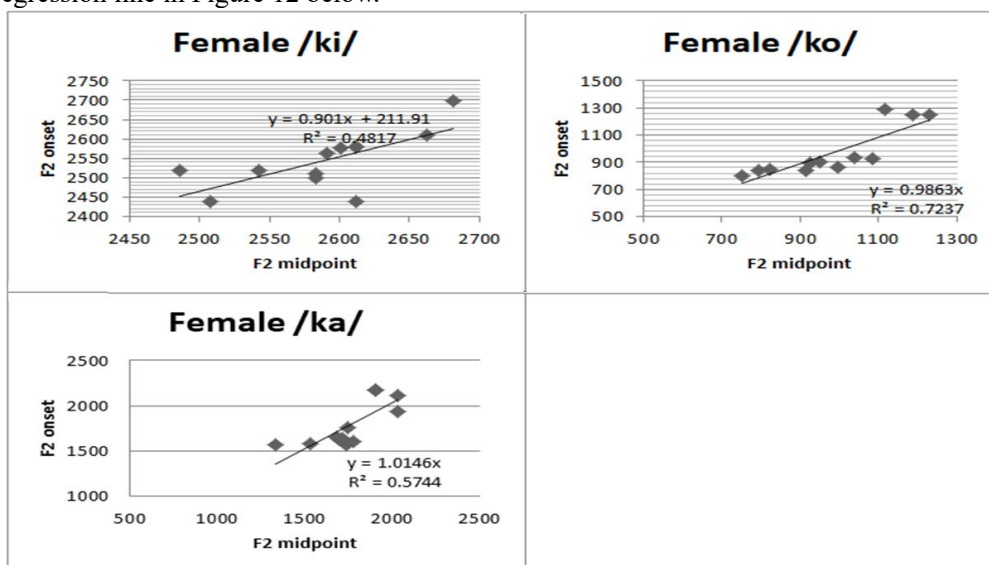 egression line in Figure 12 below.
Female /ki/
F2 onset
2750
2700
2650
2600
2550
2500
2450
2400
y = 0.901x + 211.91
R² = 0.4817
2450 2500 2550 2600 2650 2700
F2 midpoint
Female /ko/
F2 onset
1500
1300
1100
900
700
500
y = 0.9863x
R² = 0.7237
500 700 900 1100 1300
F2 midpoint
Female /ka/
F2 onset
2500
2000
1500
1000
y = 1.0146x
R² = 0.5744
500 1000 1500 2000 2500
F2 midpoint